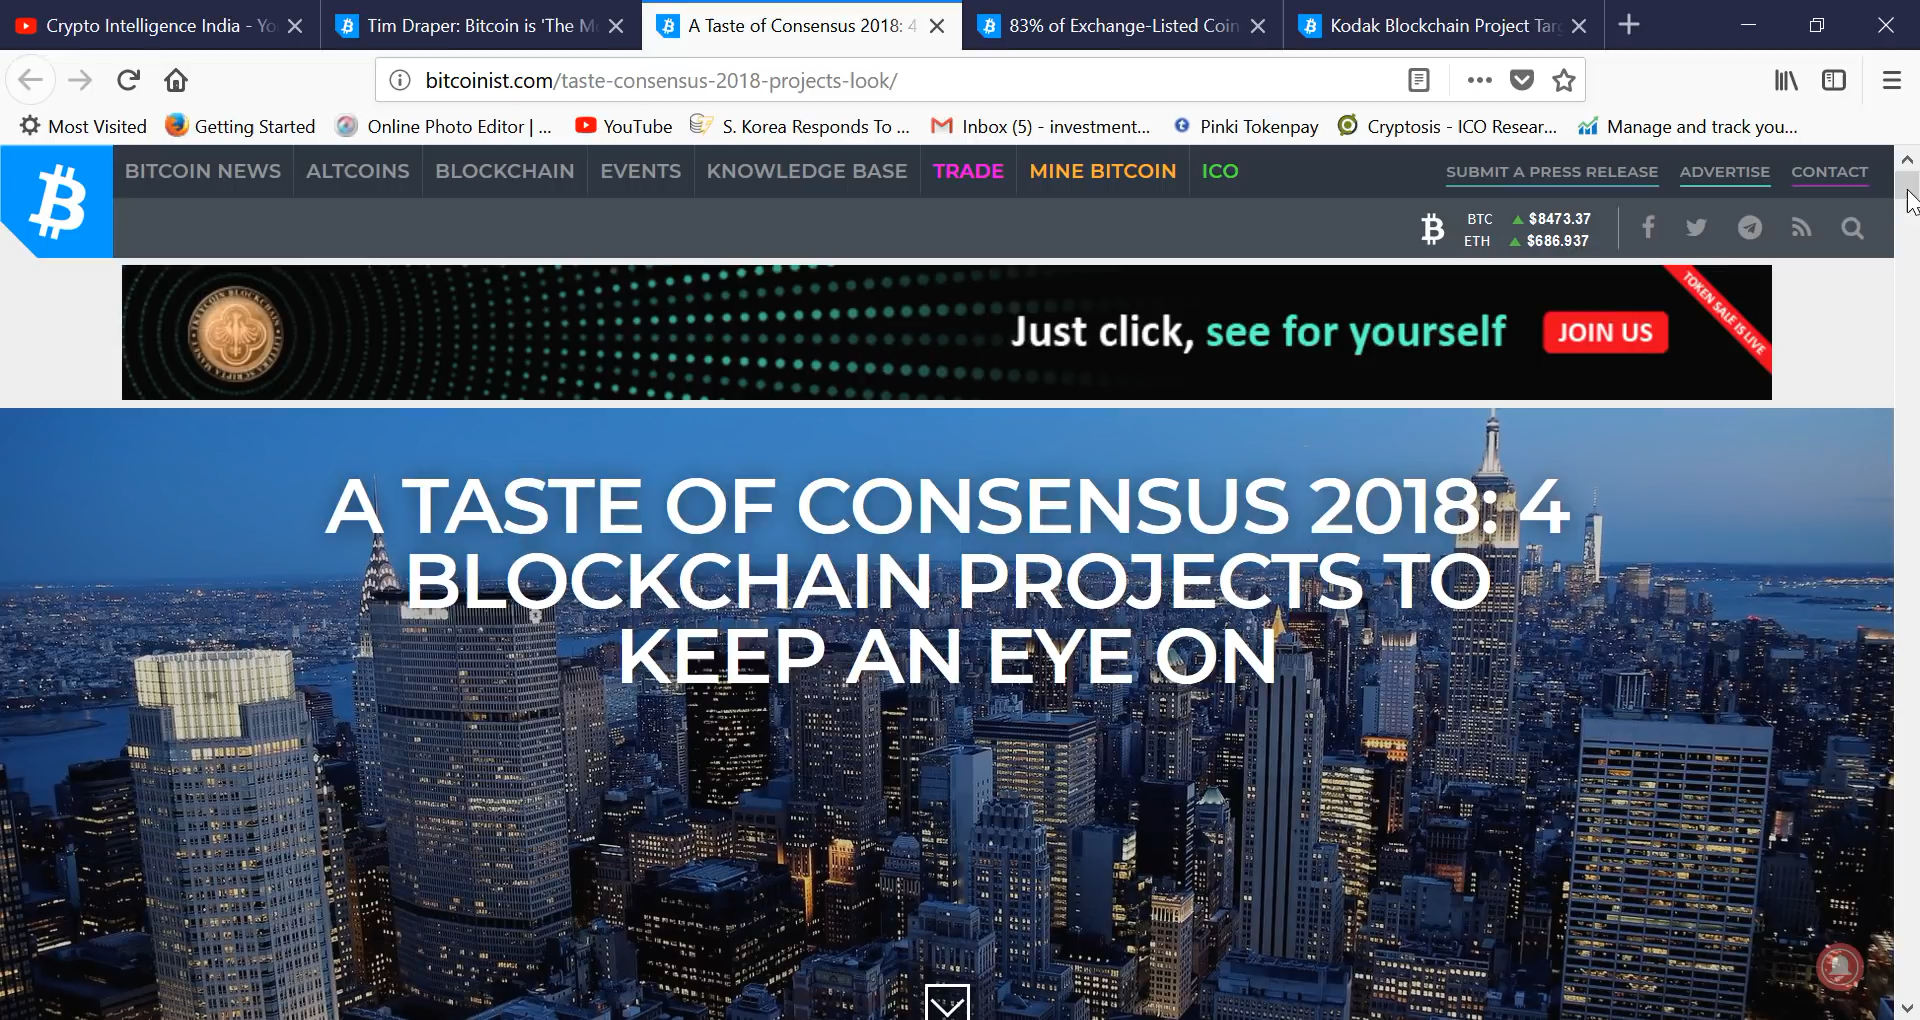 Crypto Intelligence India - Yo
Tim Draper: Bitcoin is 'The M
A Taste of Consensus 2018: 4
83% of Exchange-Listed Coin
Kodak Blockchain Project Tar
bitcoinist.com/taste-consensus-2018-projects-look/
Most Visited
Getting Started
Online Photo Editor | ...
YouTube
S. Korea Responds To ...
Inbox (5) - investment...
Pinki Tokenpay
Cryptosis - ICO Resear...
Manage and track you...
BITCOIN NEWS
ALTCOINS
BLOCKCHAIN
EVENTS
KNOWLEDGE BASE
TRADE
MINE BITCOIN
ICO
SUBMIT A PRESS RELEASE
ADVERTISE
CONTACT
BTC ▲ $8473.37
ETH ▲ $686.937
Just click, see for yourself
JOIN US
TOKEN SALE IS LIVE
A TASTE OF CONSENSUS 2018: 4
BLOCKCHAIN PROJECTS TO
KEEP AN EYE ON